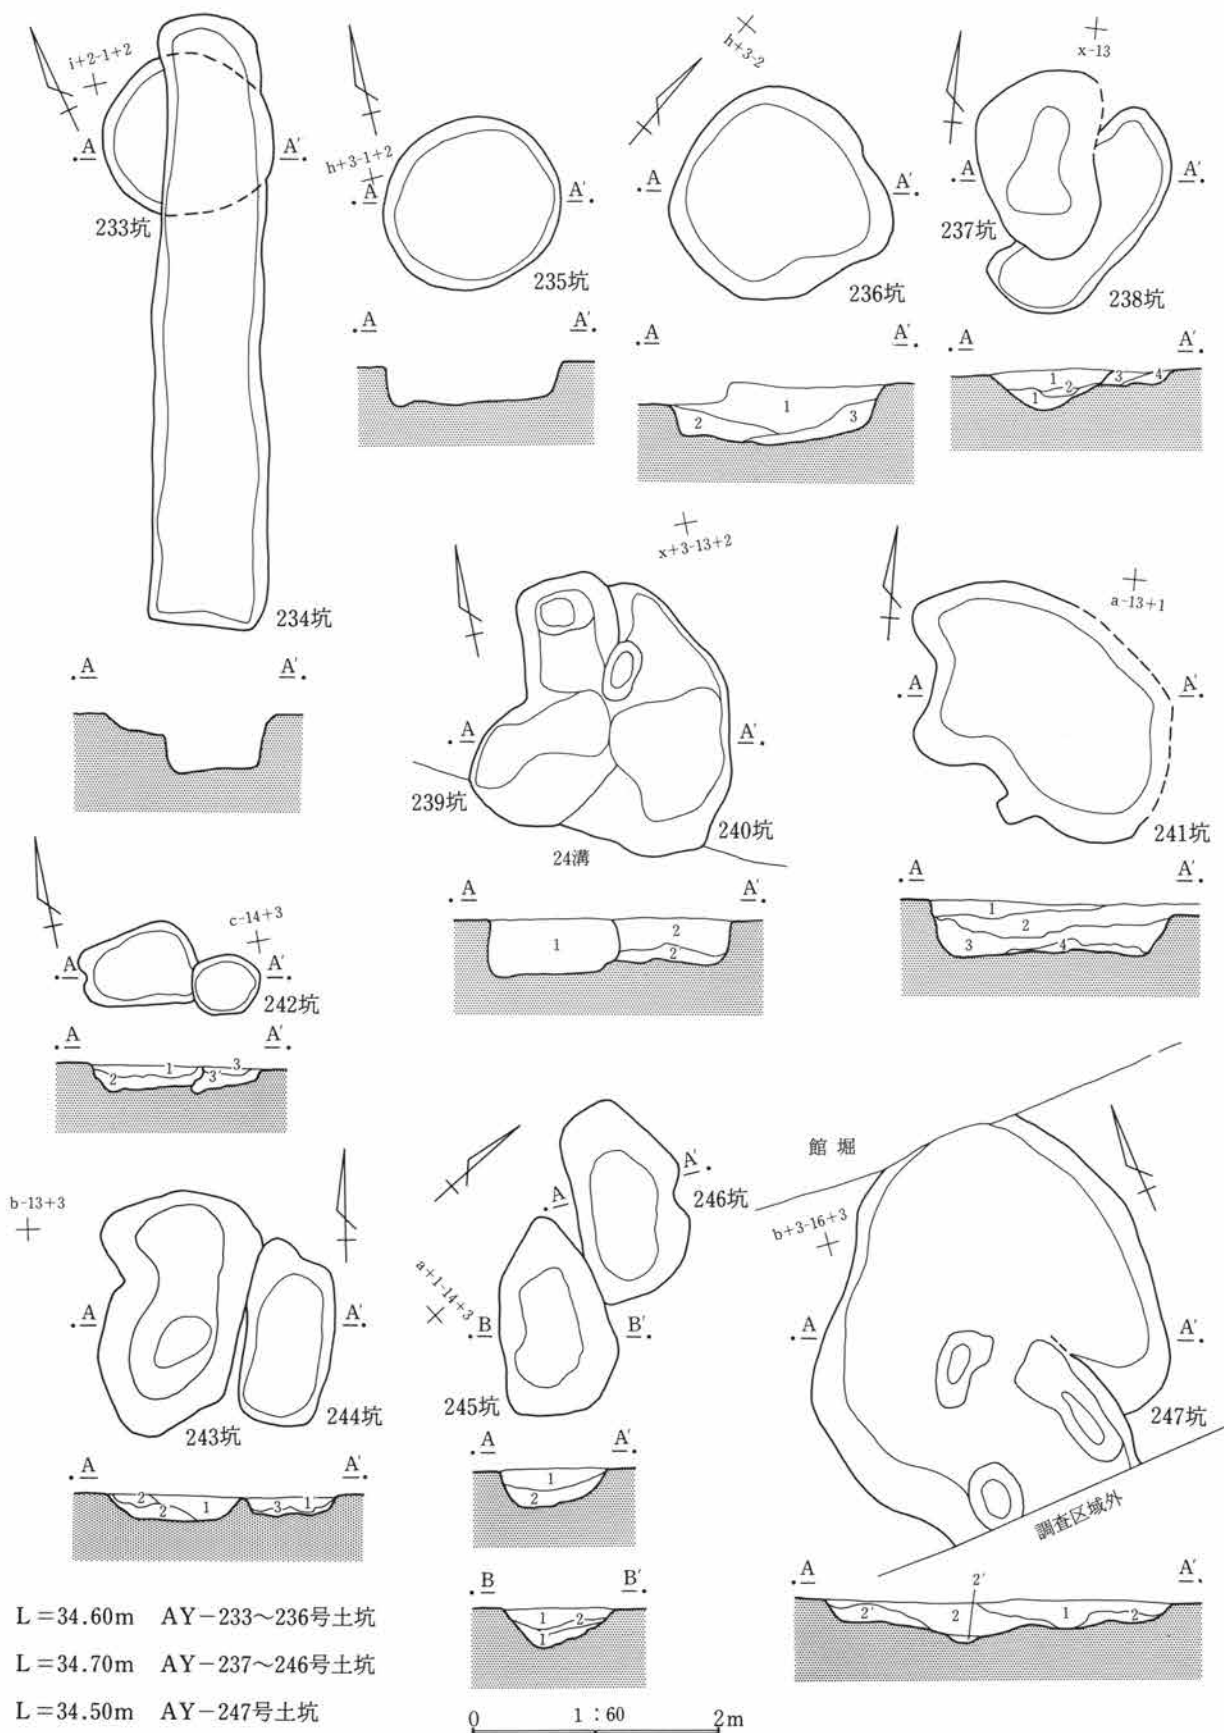 i+2-1+2
A A'
233坑
234坑
A A'
h+3-1+2
A A'
235坑
A A'
h+3-2
A A'
236坑
A A'
1
2 3
x-13
A A'
237坑
238坑
A A'
1 2 3 4
1
x+3-13+2
A A'
239坑
240坑
24溝
A A'
1 2
2'
a-13+1
A A'
241坑
A A'
1
2
3 4
c-14+3
A A'
242坑
A A'
2 1 3 3'
b-13+3
A A'
243坑
244坑
A A'
2 2 1 3 1
246坑
A A'
a+1-14+3
B B'
245坑
A A'
1
2
B B'
1 2
1
館堀
b+3-16+3
A A'
247坑
調査区域外
A A'
2' 2 2' 1 2
L=34.60m AY-233~236号土坑
L=34.70m AY-237~246号土坑
L=34.50m AY-247号土坑
0 1:60 2m